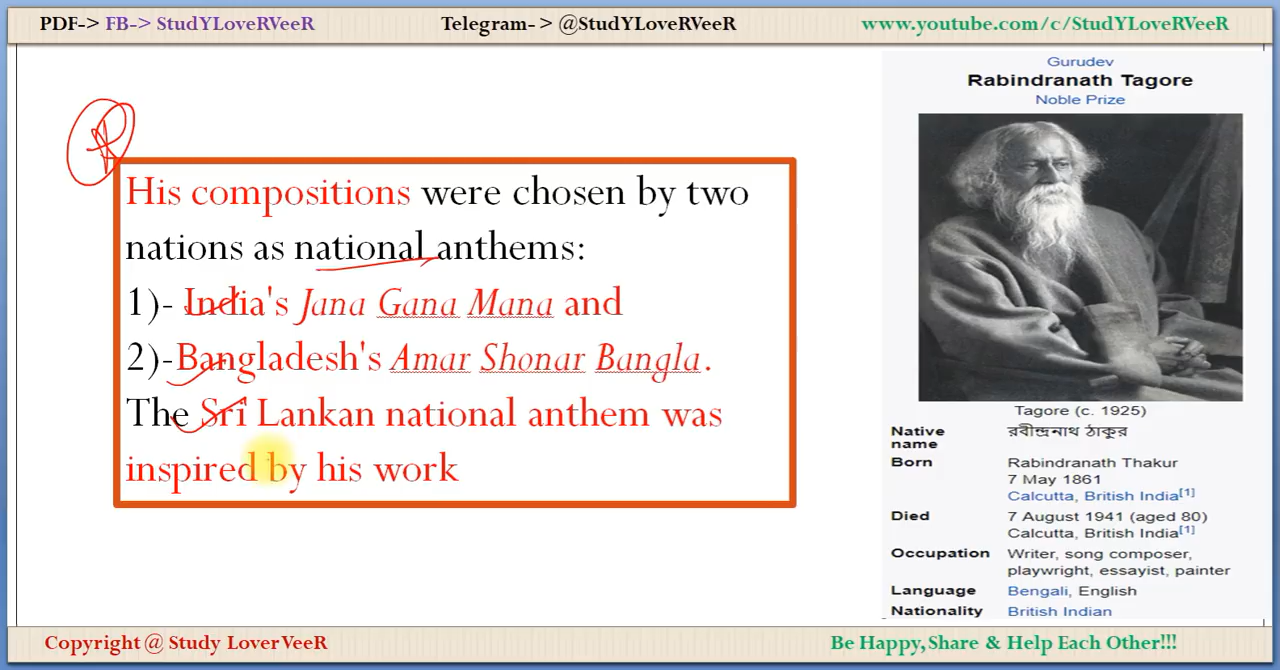 PDF-> FB-> StudYLoveRVeeR Telegram- > @StudYLoveRVeeR www.youtube.com/c/StudYLoveRVeeR
Gurudev
Rabindranath Tagore
Noble Prize
His compositions were chosen by two
nations as national anthems:
1)- India's Jana Gana Mana and
2)-Bangladesh's Amar Shonar Bangla.
The Sri Lankan national anthem was
inspired by his work
Tagore (c. 1925)
Native name রবীন্দ্রনাথ ঠাকুর
Born Rabindranath Thakur
7 May 1861
Calcutta, British India[1]
Died 7 August 1941 (aged 80)
Calcutta, British India[1]
Occupation Writer, song composer,
playwright, essayist, painter
Language Bengali, English
Nationality British Indian
Copyright @ Study LoverVeeR Be Happy,Share & Help Each Other!!!